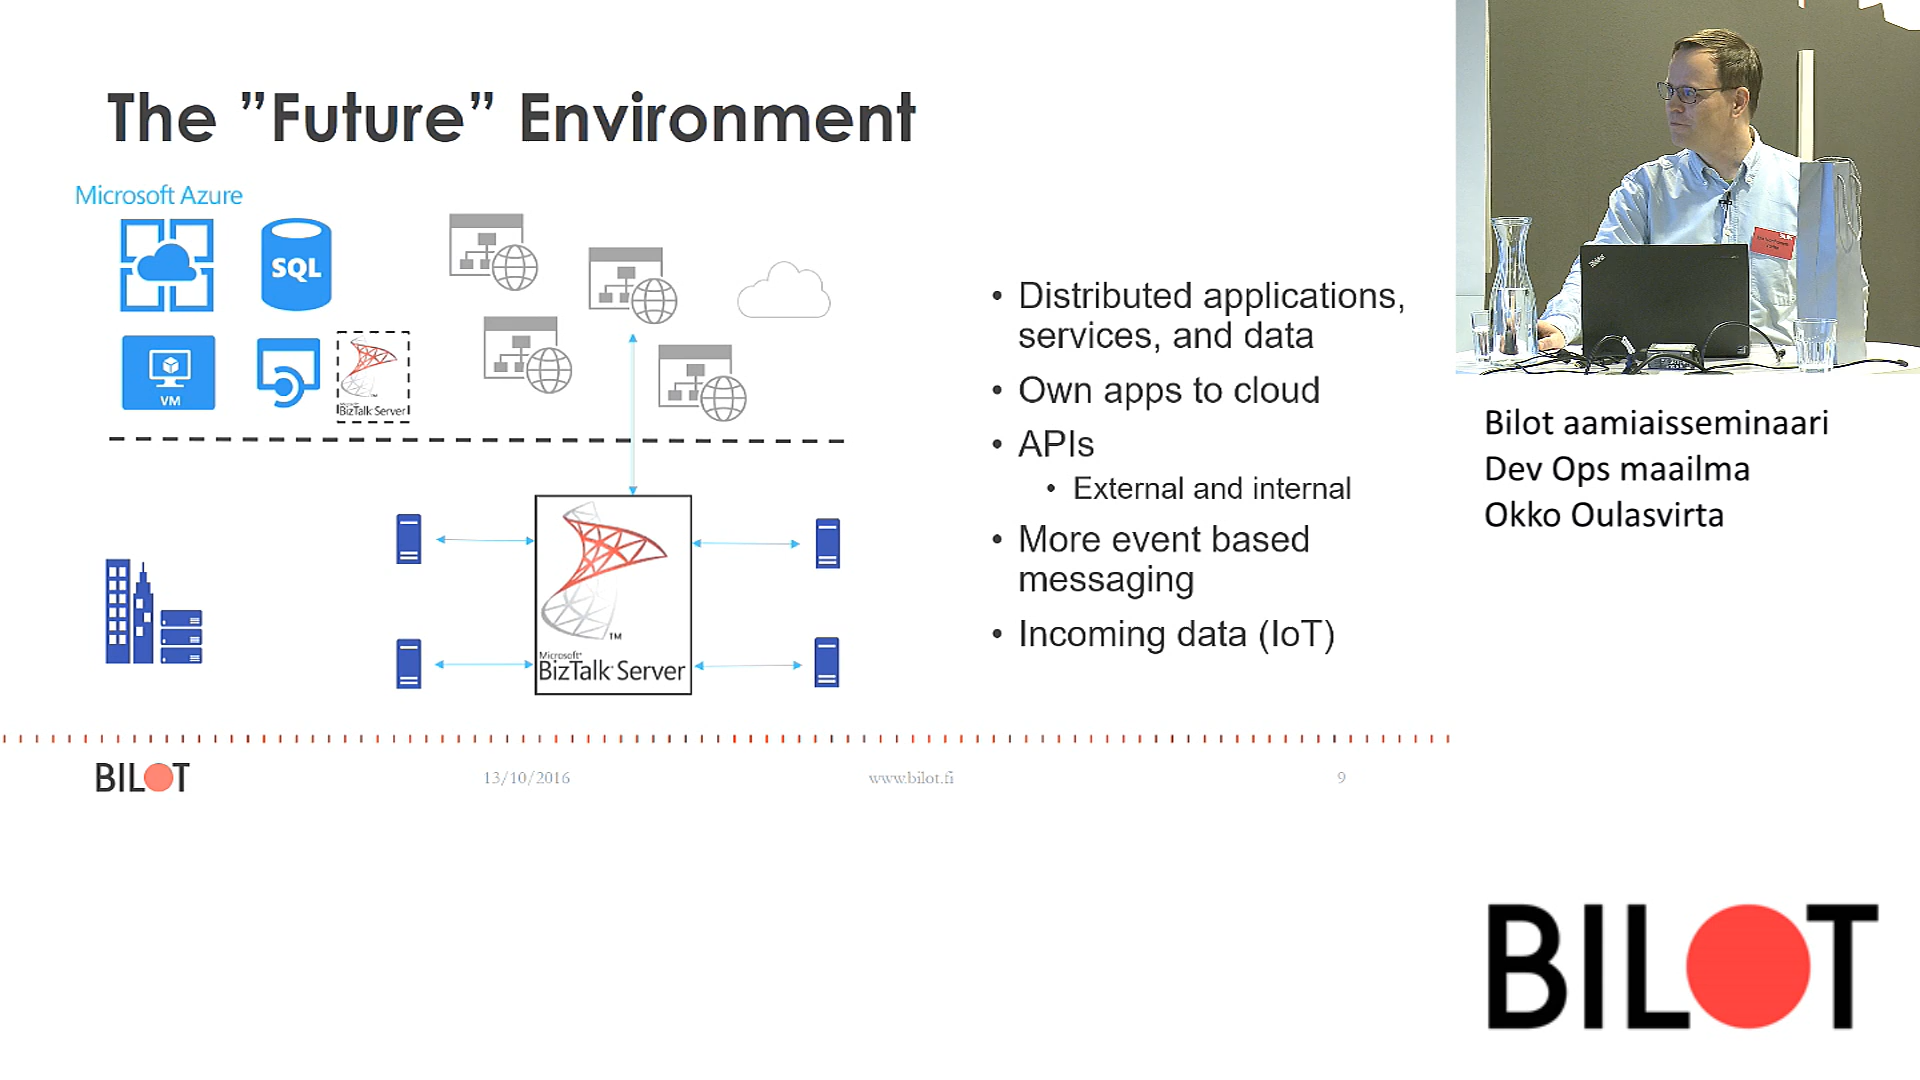 The ”Future” Environment
Microsoft Azure
SQL
VM
BizTalk Server
Microsoft
BizTalk Server
TM
• Distributed applications,
services, and data
• Own apps to cloud
• APIs
• External and internal
• More event based
messaging
• Incoming data (IoT)
BILOT
13/10/2016
www.bilot.fi
9
Bilot aamiaisseminaari
Dev Ops maailma
Okko Oulasvirta
BILOT